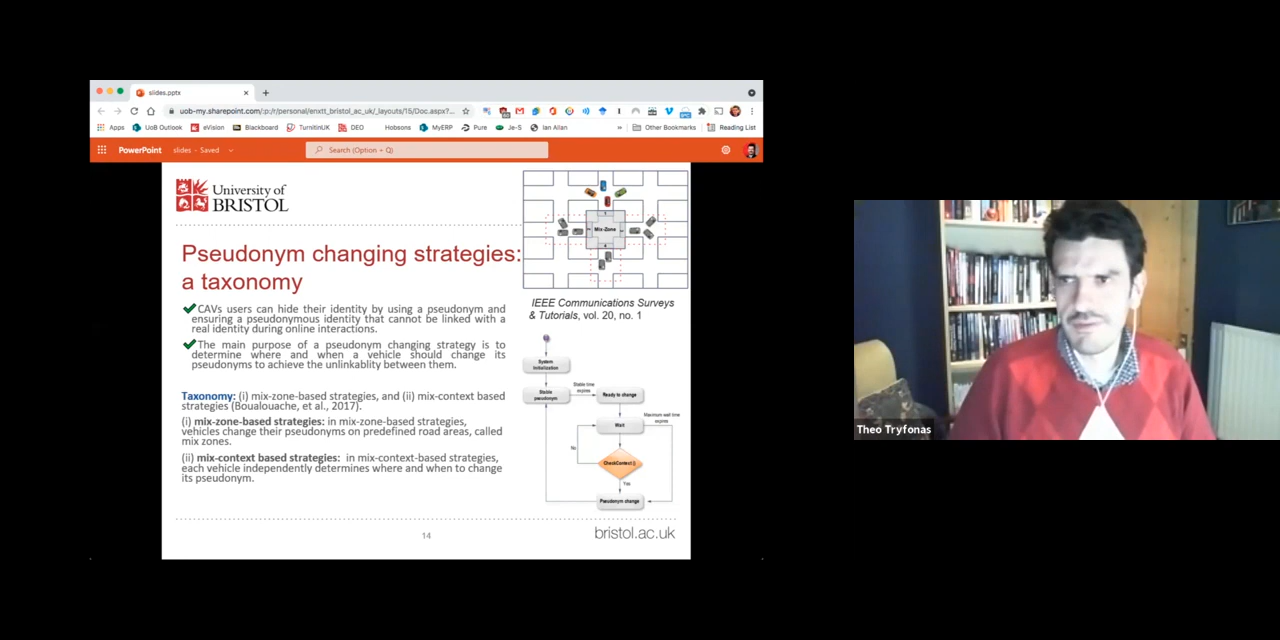 slides.pptx
uob-my.sharepoint.com/:p:/r/personal/enxtt_bristol_ac_uk/_layouts/15/Doc.aspx?...
Apps UoB Outlook eVision Blackboard TurnitinUK DEO Hobsons MyERP Pure Je-S Ian Allan » Other Bookmarks Reading List
PowerPoint slides - Saved Search (Option + Q)
University of
BRISTOL
Mix-Zone
Pseudonym changing strategies:
a taxonomy
CAVs users can hide their identity by using a pseudonym and
ensuring a pseudonymous identity that cannot be linked with a
real identity during online interactions.
The main purpose of a pseudonym changing strategy is to
determine where and when a vehicle should change its
pseudonyms to achieve the unlinkablity between them.
Taxonomy: (i) mix-zone-based strategies, and (ii) mix-context based
strategies (Boualouache, et al., 2017).
(i) mix-zone-based strategies: in mix-zone-based strategies,
vehicles change their pseudonyms on predefined road areas, called
mix zones.
(ii) mix-context based strategies: in mix-context-based strategies,
each vehicle independently determines where and when to change
its pseudonym.
IEEE Communications Surveys
& Tutorials, vol. 20, no. 1
System
initialization
Stable
pseudonym
Stable time
expires
Ready to change
Wait
Maximum wait time
expires
No
CheckContext ()
Yes
Pseudonym change
14
bristol.ac.uk
Theo Tryfonas